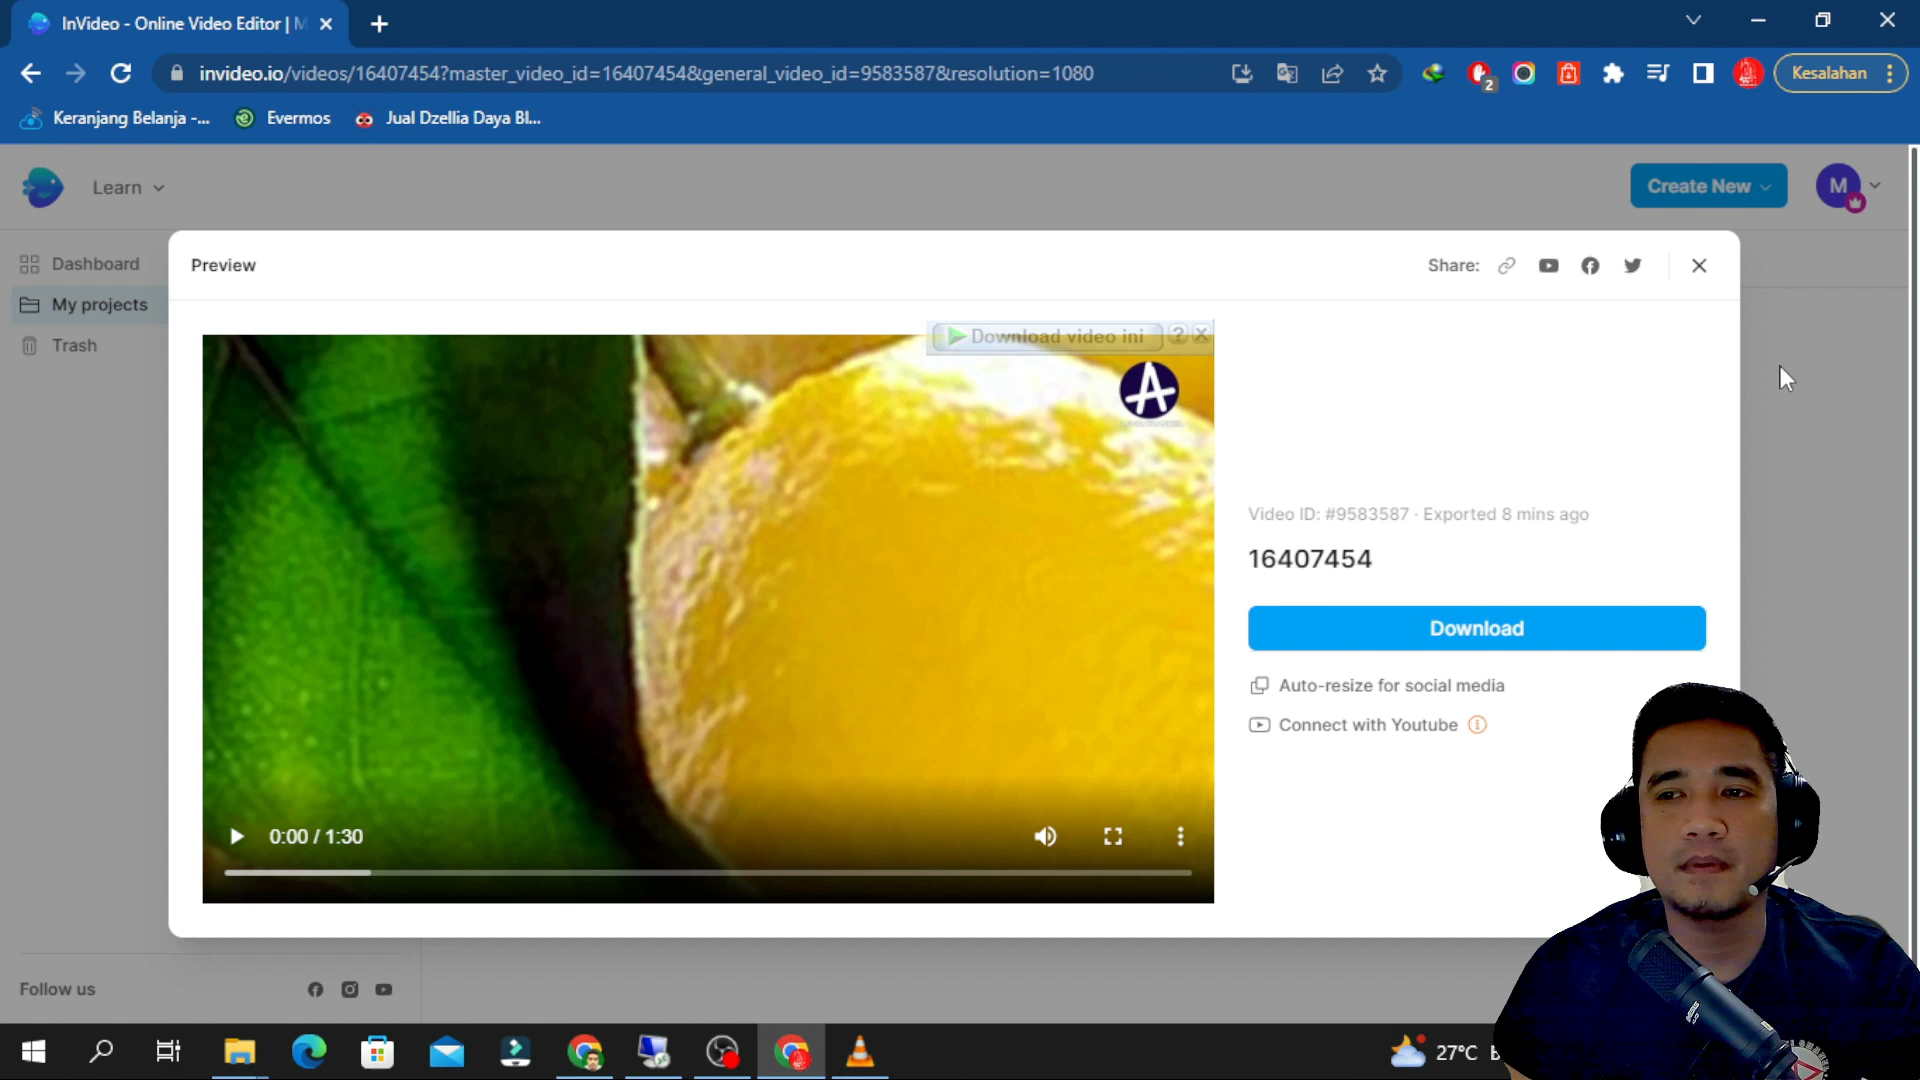 InVideo - Online Video Editor | M
invideo.io/videos/16407454?master_video_id=16407454&general_video_id=9583587&resolution=1080
2
Kesalahan
Keranjang Belanja -...
Evermos
Jual Dzellia Daya Bl...
Learn
Create New
M
Dashboard
My projects
Trash
Preview
Share:
Download video ini
?
A
Video ID: #9583587 · Exported 8 mins ago
16407454
Download
Auto-resize for social media
Connect with Youtube
0:00 / 1:30
Follow us
27°C